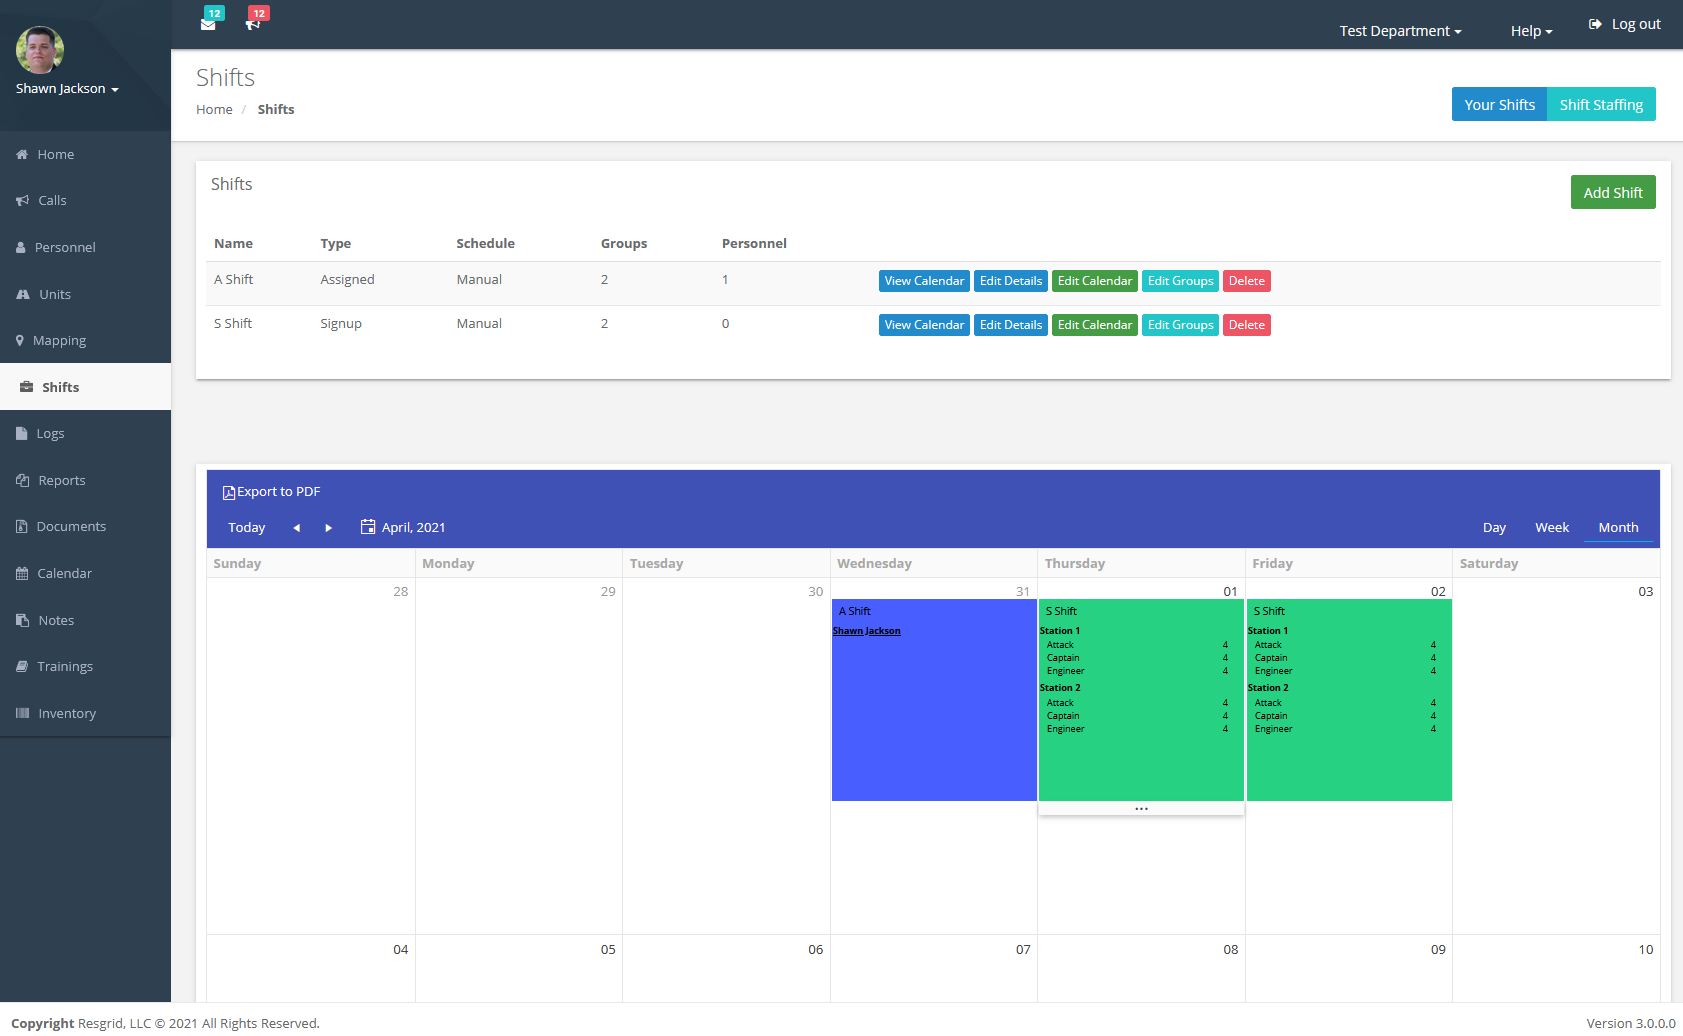 12
12
Test Department
Help
Log out
Shawn Jackson
Home
Calls
Personnel
Units
Mapping
Shifts
Logs
Reports
Documents
Calendar
Notes
Trainings
Inventory
Shifts
Home / Shifts
Your Shifts
Shift Staffing
Shifts
Add Shift
Name Type Schedule Groups Personnel
A Shift Assigned Manual 2 1 View Calendar Edit Details Edit Calendar Edit Groups Delete
S Shift Signup Manual 2 0 View Calendar Edit Details Edit Calendar Edit Groups Delete
Export to PDF
Today April, 2021 Day Week Month
Sunday Monday Tuesday Wednesday Thursday Friday Saturday
28 29 30 31 01 02 03
A Shift
Shawn Jackson
S Shift
Station 1
Attack 4
Captain 4
Engineer 4
Station 2
Attack 4
Captain 4
Engineer 4
...
S Shift
Station 1
Attack 4
Captain 4
Engineer 4
Station 2
Attack 4
Captain 4
Engineer 4
04 05 06 07 08 09 10
Copyright Resgrid, LLC © 2021 All Rights Reserved.
Version 3.0.0.0